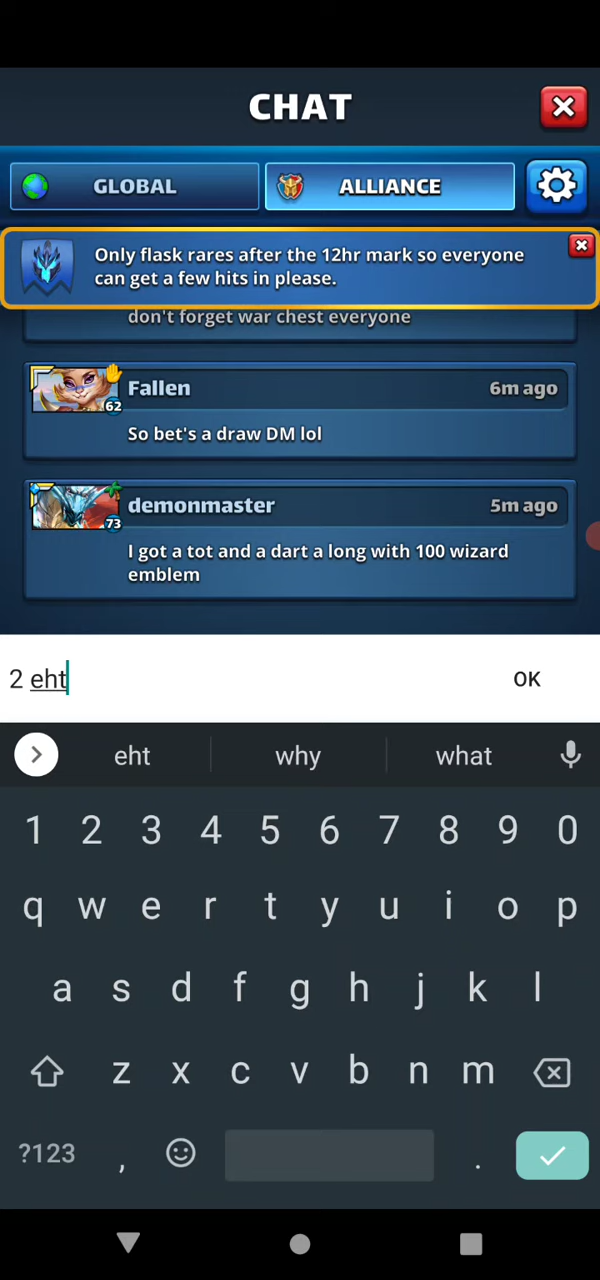 CHAT
GLOBAL
ALLIANCE
Only flask rares after the 12hr mark so everyone
can get a few hits in please.
don't forget war chest everyone
Fallen
6m ago
62
So bet's a draw DM lol
demonmaster
5m ago
73
I got a tot and a dart a long with 100 wizard
emblem
2 eht
OK
eht
why
what
1 2 3 4 5 6 7 8 9 0
q w e r t y u i o p
a s d f g h j k l
z x c v b n m
?123 , .